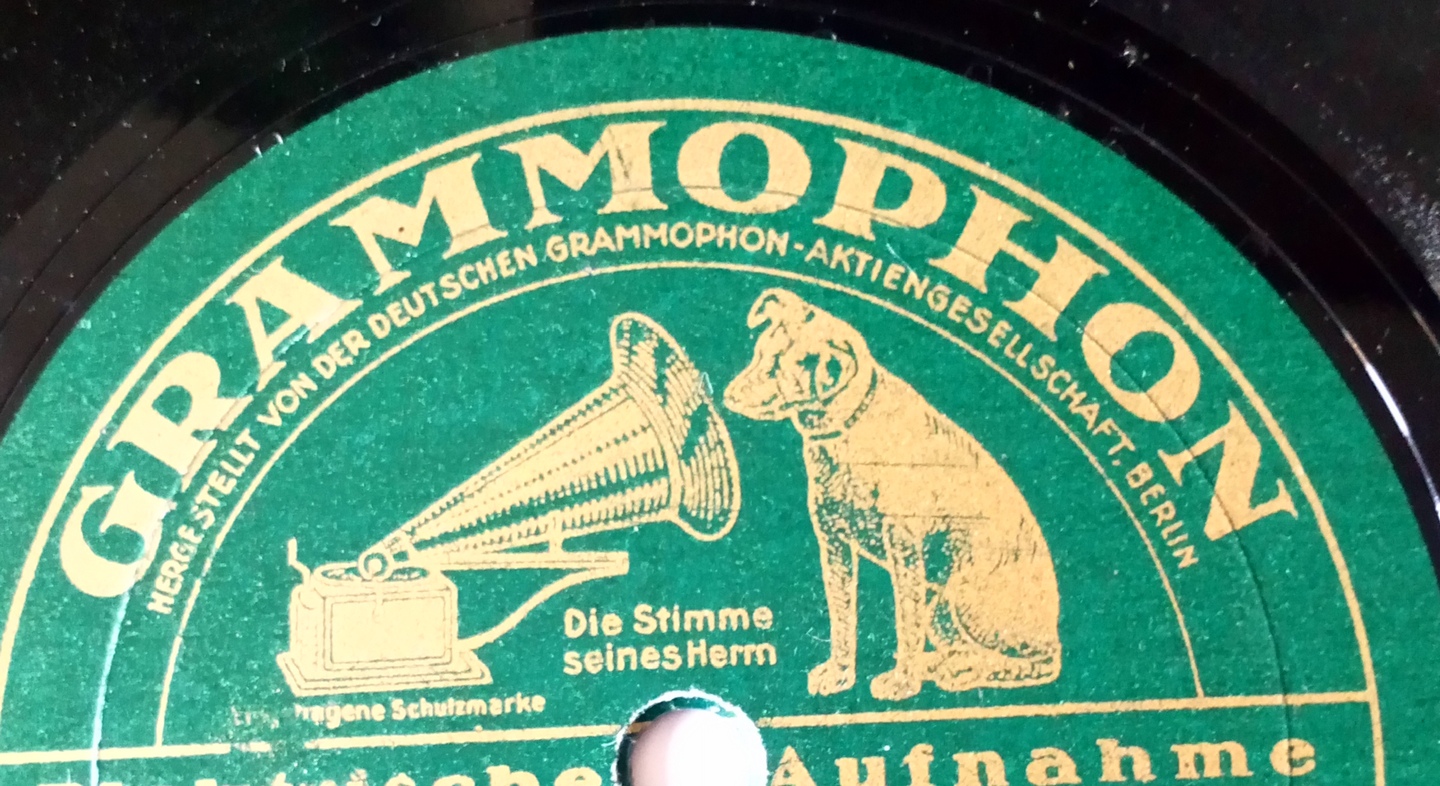 GRAMMOPHON
HERGESTELLT VON DER DEUTSCHEN GRAMMOPHON-AKTIENGESELLSCHAFT, BERLIN
Die Stimme
seines Herrn
Schutzmarke
Aufnahme